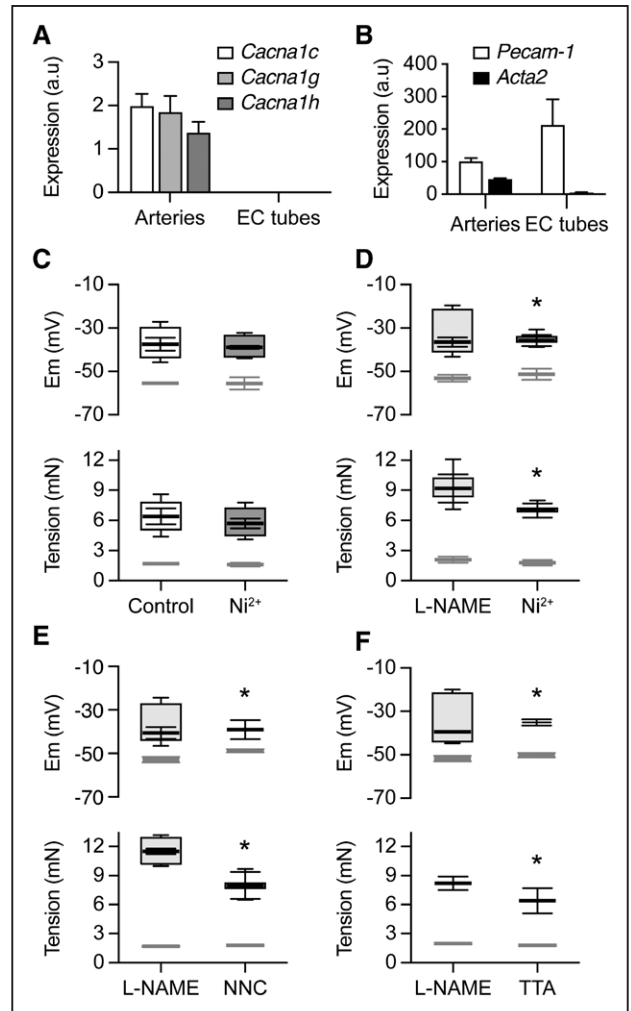 A
Expression (a.u)
3
2
1
0
Cacna1c
Cacna1g
Cacna1h
Arteries EC tubes
B
Expression (a.u)
400
300
200
100
0
Pecam-1
Acta2
Arteries EC tubes
C
Em (mV)
-10
-30
-50
-70
Tension (mN)
12
9
6
3
0
Control Ni²⁺
D
Em (mV)
-10
-30
-50
-70
*
Tension (mN)
12
9
6
3
0
*
L-NAME Ni²⁺
E
Em (mV)
-10
-30
-50
-70
*
Tension (mN)
12
9
6
3
0
*
L-NAME NNC
F
Em (mV)
-10
-30
-50
-70
*
Tension (mN)
12
9
6
3
0
*
L-NAME TTA